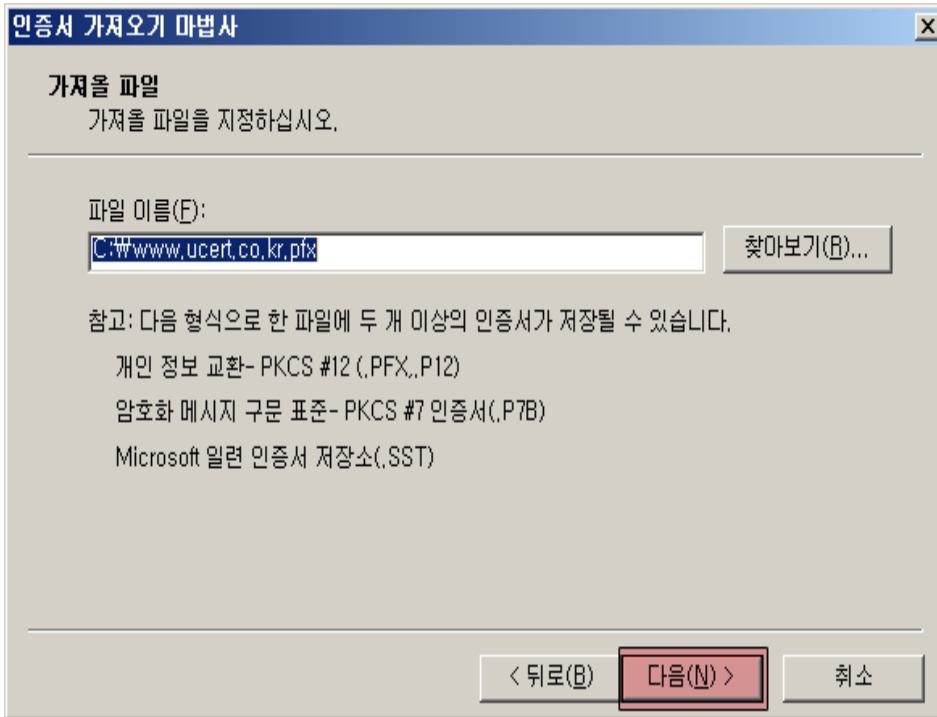 인증서 가져오기 마법사
가져올 파일
가져올 파일을 지정하십시오.
파일 이름(F):
C:₩www.ucert.co.kr.pfx
찾아보기(R)...
참고: 다음 형식으로 한 파일에 두 개 이상의 인증서가 저장될 수 있습니다.
개인 정보 교환- PKCS #12 (.PFX,.P12)
암호화 메시지 구문 표준- PKCS #7 인증서(.P7B)
Microsoft 일련 인증서 저장소(.SST)
< 뒤로(B) 다음(N) > 취소